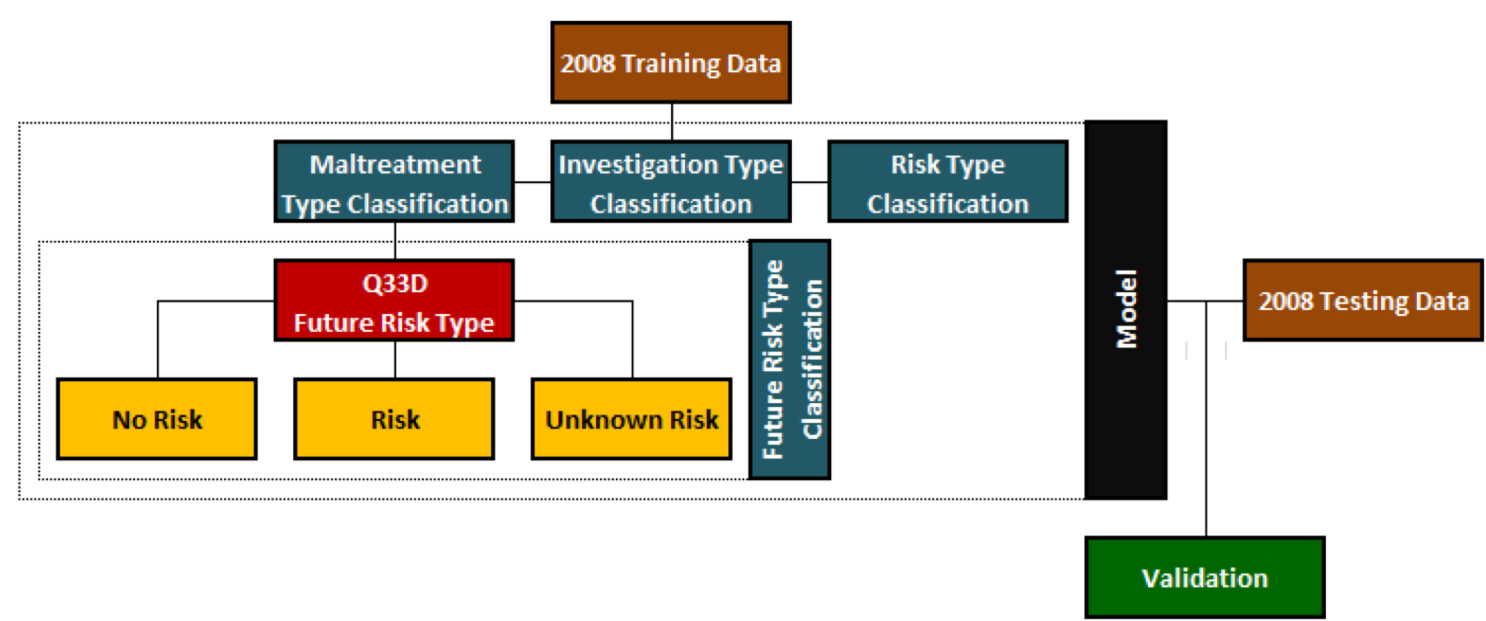 2008 Training Data
Maltreatment
Type Classification
Investigation Type
Classification
Risk Type
Classification
Q33D
Future Risk Type
No Risk
Risk
Unknown Risk
Future Risk Type
Classification
Model
2008 Testing Data
Validation